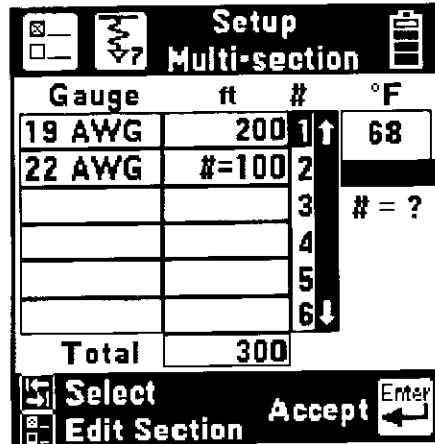 Setup
7 Multi-section
Gauge ft # °F
19 AWG 200 1 68
22 AWG #=100 2
3 # = ?
4
5
6
Total 300
Select
Enter
Accept
Edit Section